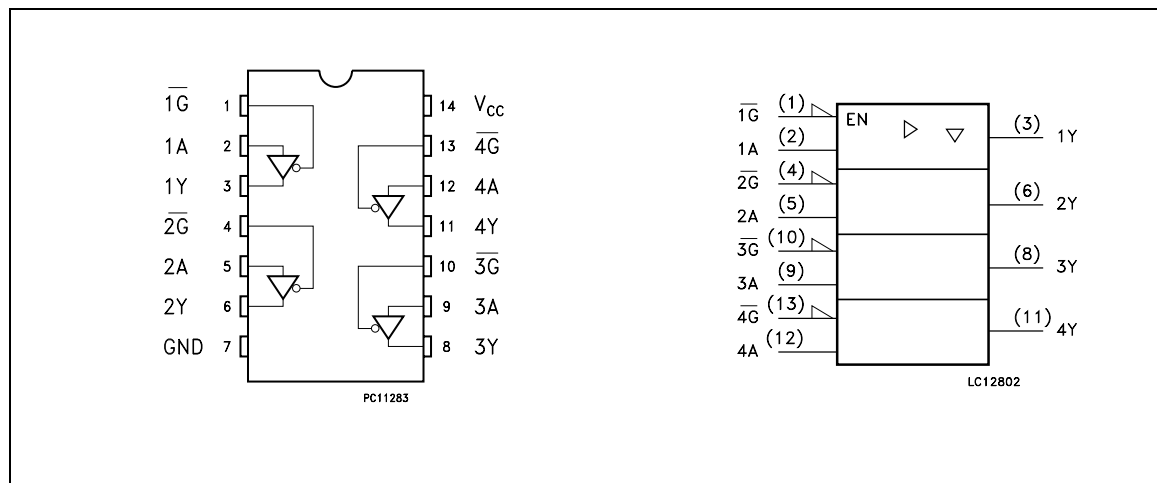 1G̅ 1 14 VCC
1A 2 13 4G̅
1Y 3 12 4A
2G̅ 4 11 4Y
2A 5 10 3G̅
2Y 6 9 3A
GND 7 8 3Y
PC11283
1G̅ (1) EN (3) 1Y
1A (2)
2G̅ (4) (6) 2Y
2A (5)
3G̅ (10) (8) 3Y
3A (9)
4G̅ (13) (11) 4Y
4A (12)
LC12802